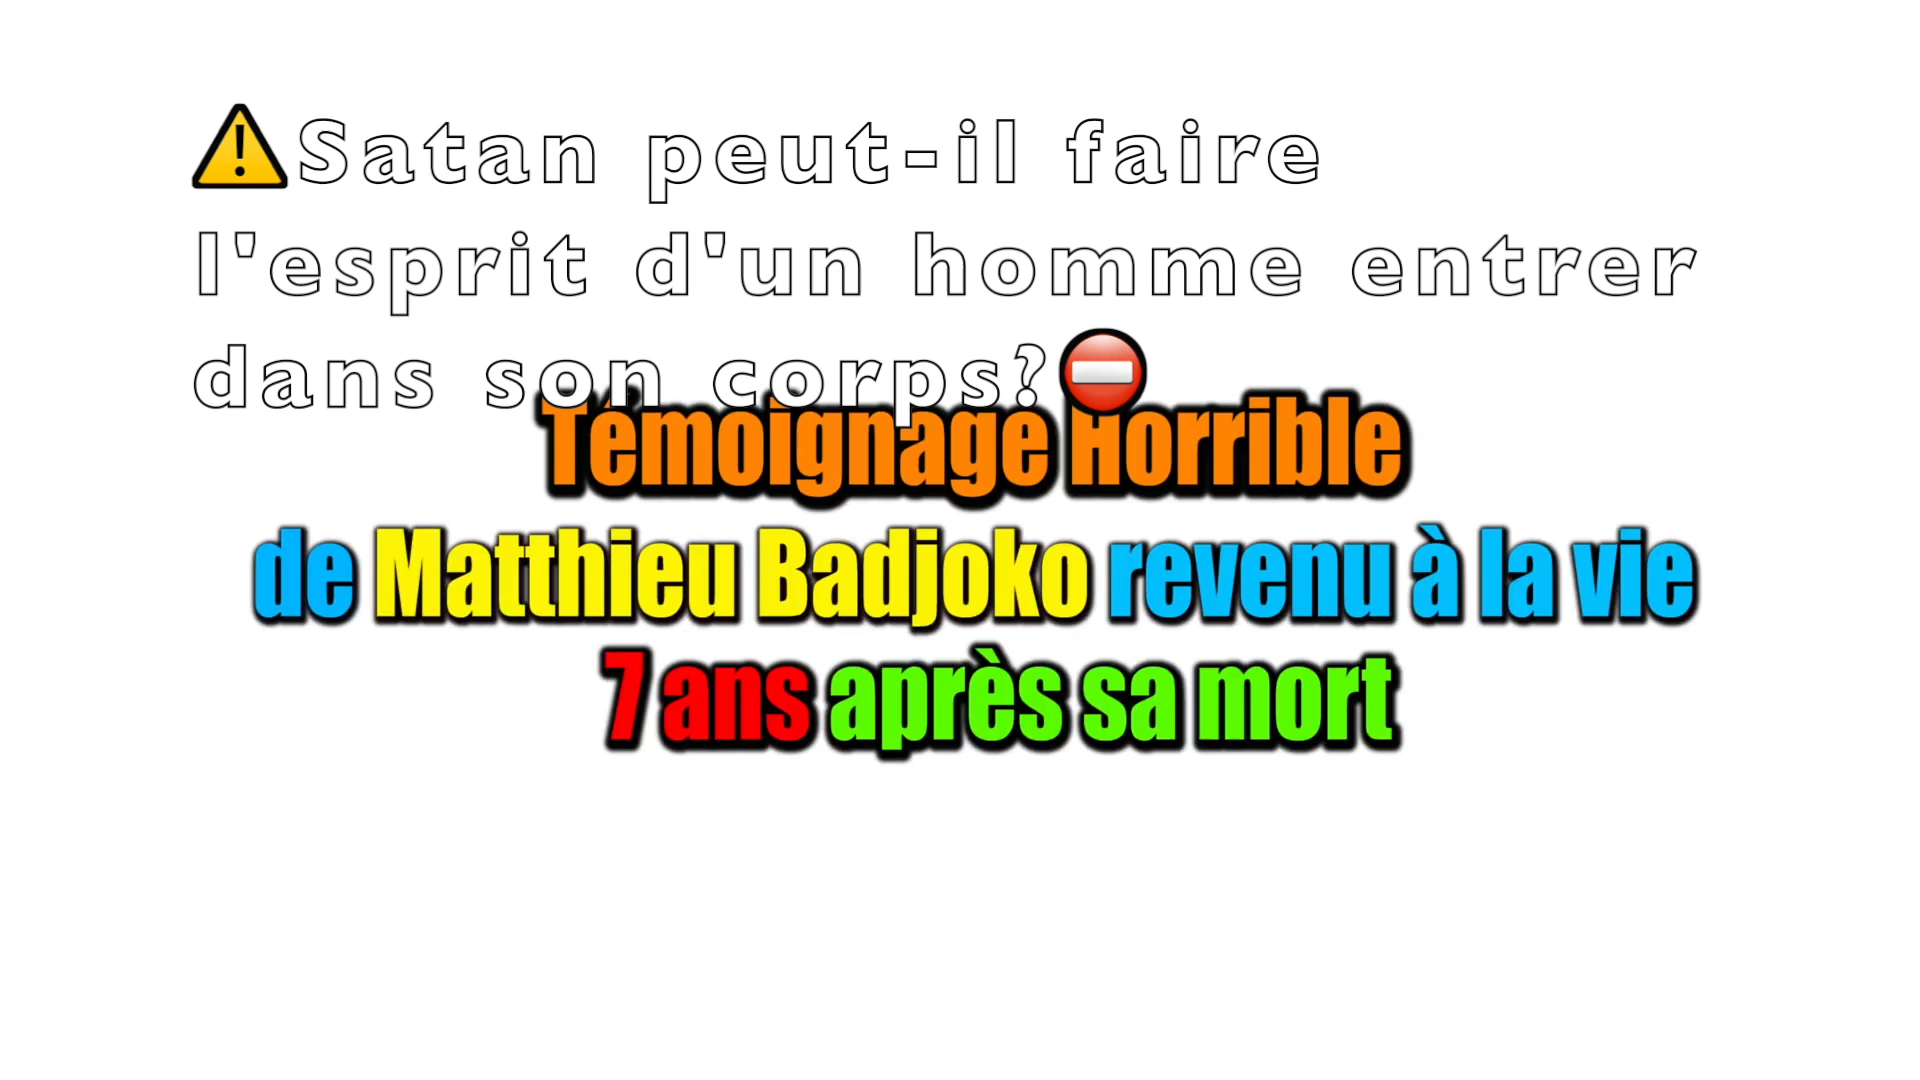 ⚠️Satan peut-il faire
l'esprit d'un homme entrer
dans son corps?⛔
Témoignage Horrible
de Matthieu Badjoko revenu à la vie
7 ans après sa mort